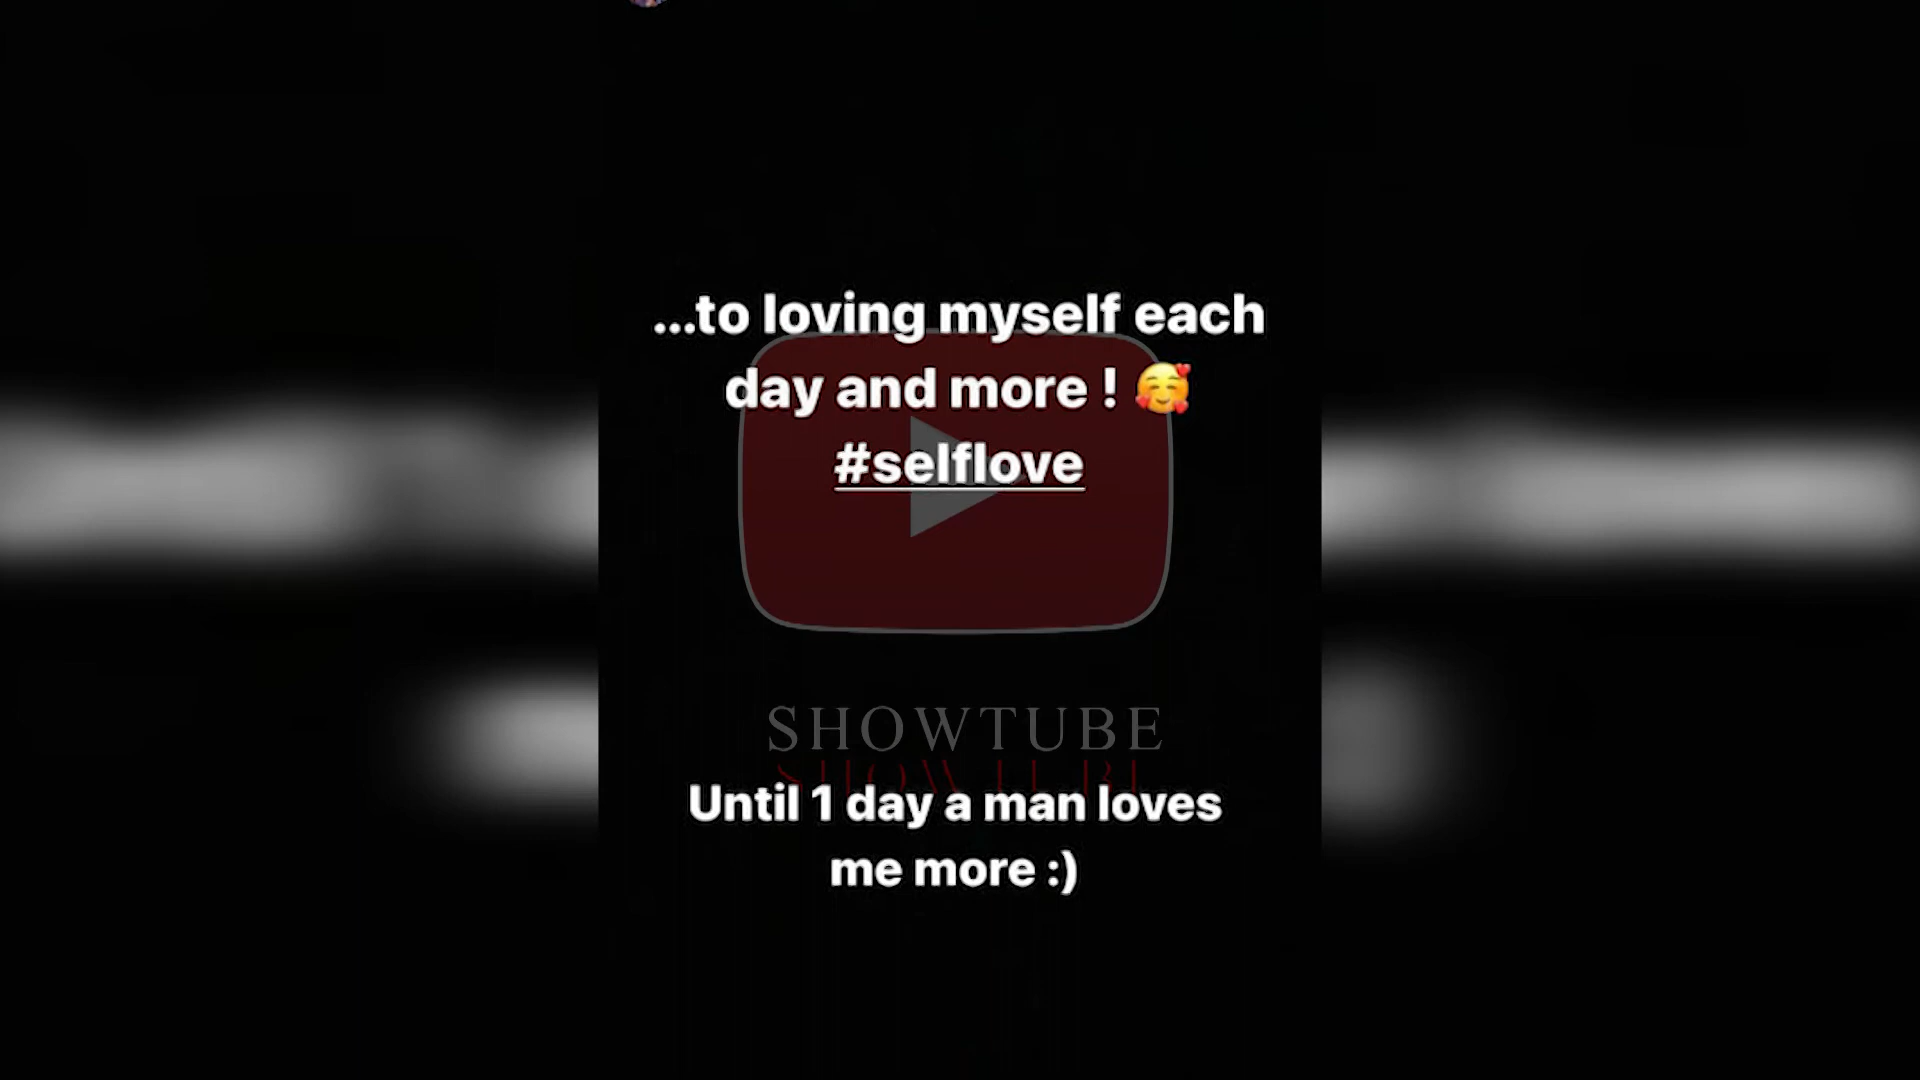 ...to loving myself each
day and more ! 🥰
#selflove
SHOWTUBE
Until 1 day a man loves
me more :)